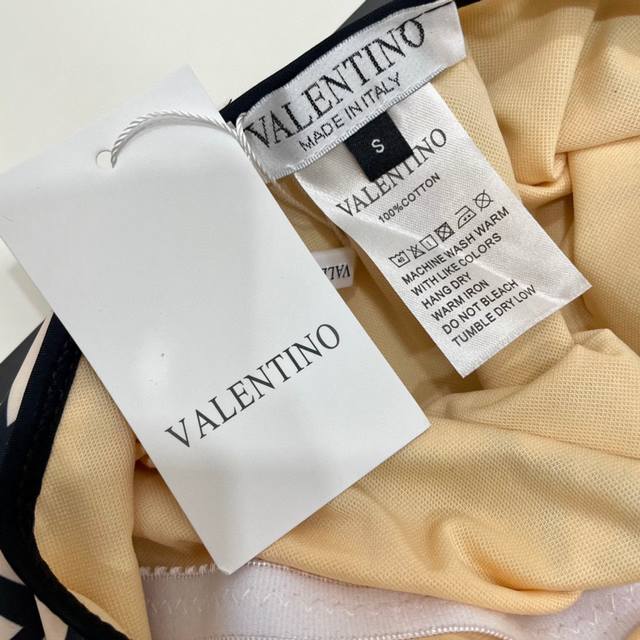 VALENTINO
MADE IN ITALY
S
VALENTINO
100%COTTON
MACHINE WASH WARM
WITH LIKE COLORS
HANG DRY
WARM IRON
DO NOT BLEACH
TUMBLE DRY LOW
VALENTINO